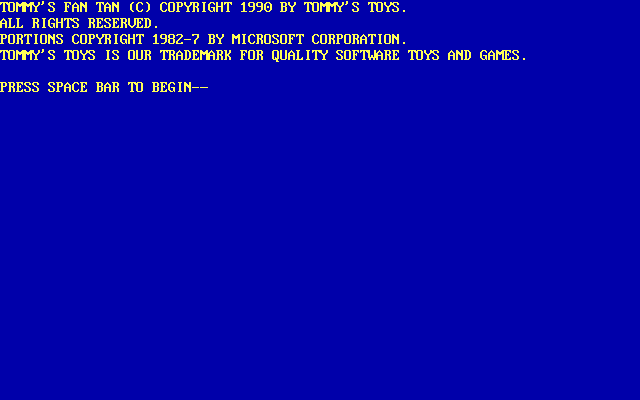 TOMMY'S FAN TAN (C) COPYRIGHT 1990 BY TOMMY'S TOYS.
ALL RIGHTS RESERVED.
PORTIONS COPYRIGHT 1982-7 BY MICROSOFT CORPORATION.
TOMMY'S TOYS IS OUR TRADEMARK FOR QUALITY SOFTWARE TOYS AND GAMES.
PRESS SPACE BAR TO BEGIN--